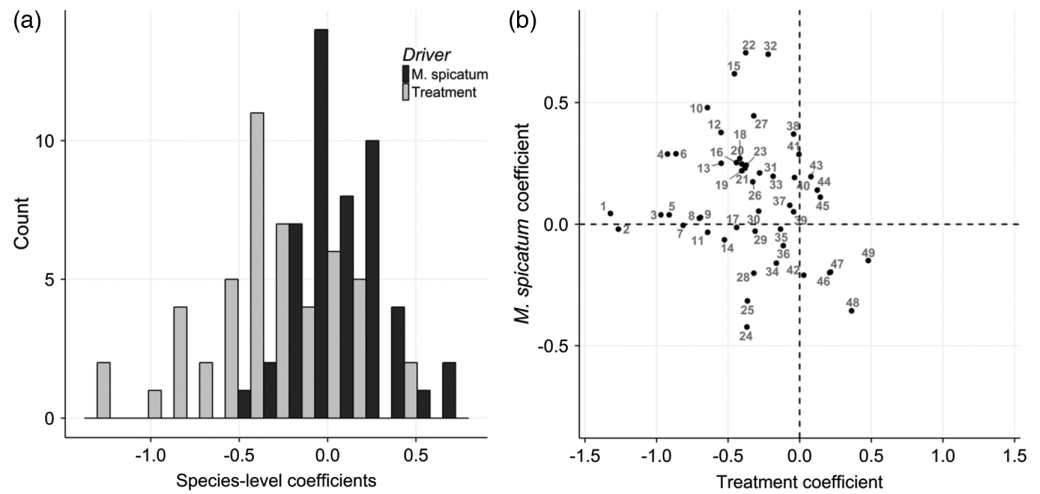 (a)
Driver
M. spicatum
Treatment
Count
10
5
0
-1.0 -0.5 0.0 0.5
Species-level coefficients
(b)
M. spicatum coefficient
0.5
0.0
-0.5
22 32
15
10
27
12 38
18
41
4 6 16 20 23
13 31 43
19 21 33 40 44
26 45
1 5 37
3 8 9 17 30 39
2 7 11 14 29 35
36
49
28 34 42 47
46
25 48
24
-1.5 -1.0 -0.5 0.0 0.5 1.0 1.5
Treatment coefficient